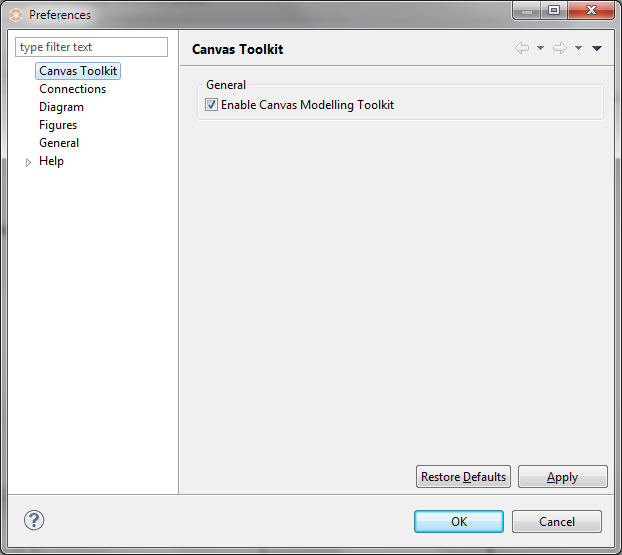 Preferences
type filter text
Canvas Toolkit
Connections
Diagram
Figures
General
Help
Canvas Toolkit
General
Enable Canvas Modelling Toolkit
Restore Defaults
Apply
?
OK
Cancel